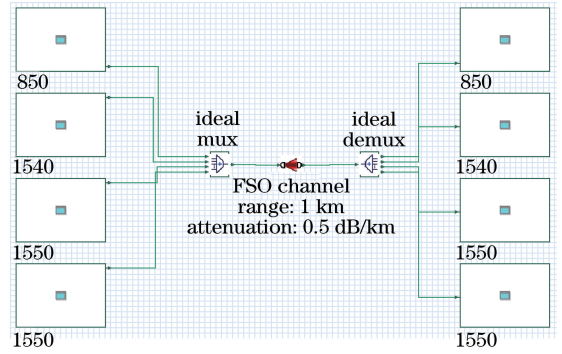 850
1540
1550
1550
ideal
mux
FSO channel
range: 1 km
attenuation: 0.5 dB/km
ideal
demux
850
1540
1550
1550